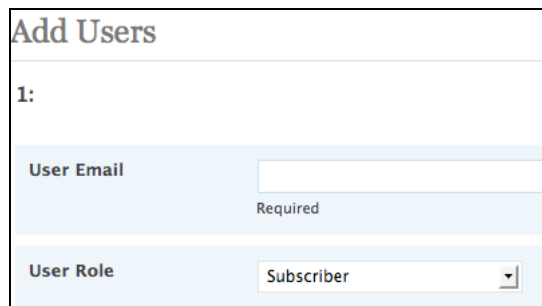 Add Users
1:
User Email
Required
User Role
Subscriber